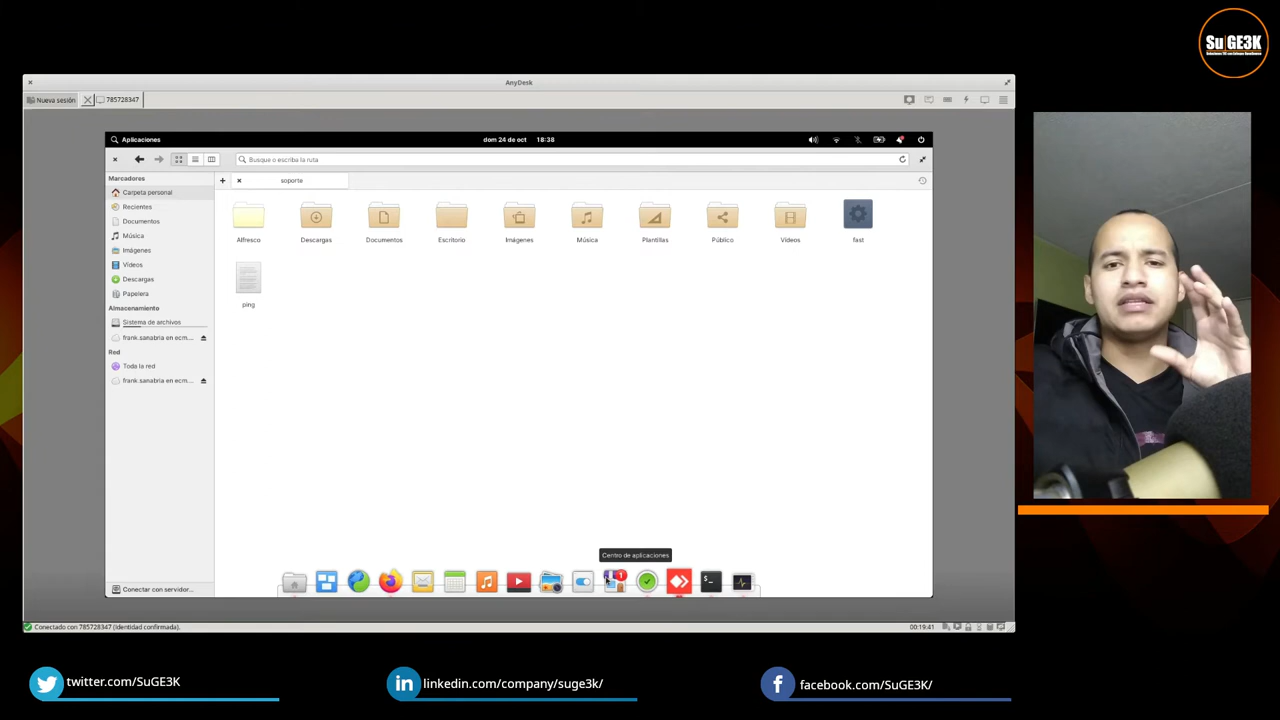 SuGE3K
AnyDesk
Nueva sesión
785728347
Aplicaciones
dom 24 de oct 18:38
Busque o escriba la ruta
soporte
Marcadores
Carpeta personal
Recientes
Documentos
Música
Imágenes
Vídeos
Descargas
Papelera
Almacenamiento
Sistema de archivos
frank.sanabria en ecm...
Red
Toda la red
frank.sanabria en ecm...
Conectar con servidor...
Alfresco
Descargas
Documentos
Escritorio
Imágenes
Música
Plantillas
Público
Vídeos
fast
ping
Centro de aplicaciones
1
Conectado con 785728347 (Identidad confirmada).
00:19:41
twitter.com/SuGE3K
linkedin.com/company/suge3k/
facebook.com/SuGE3K/